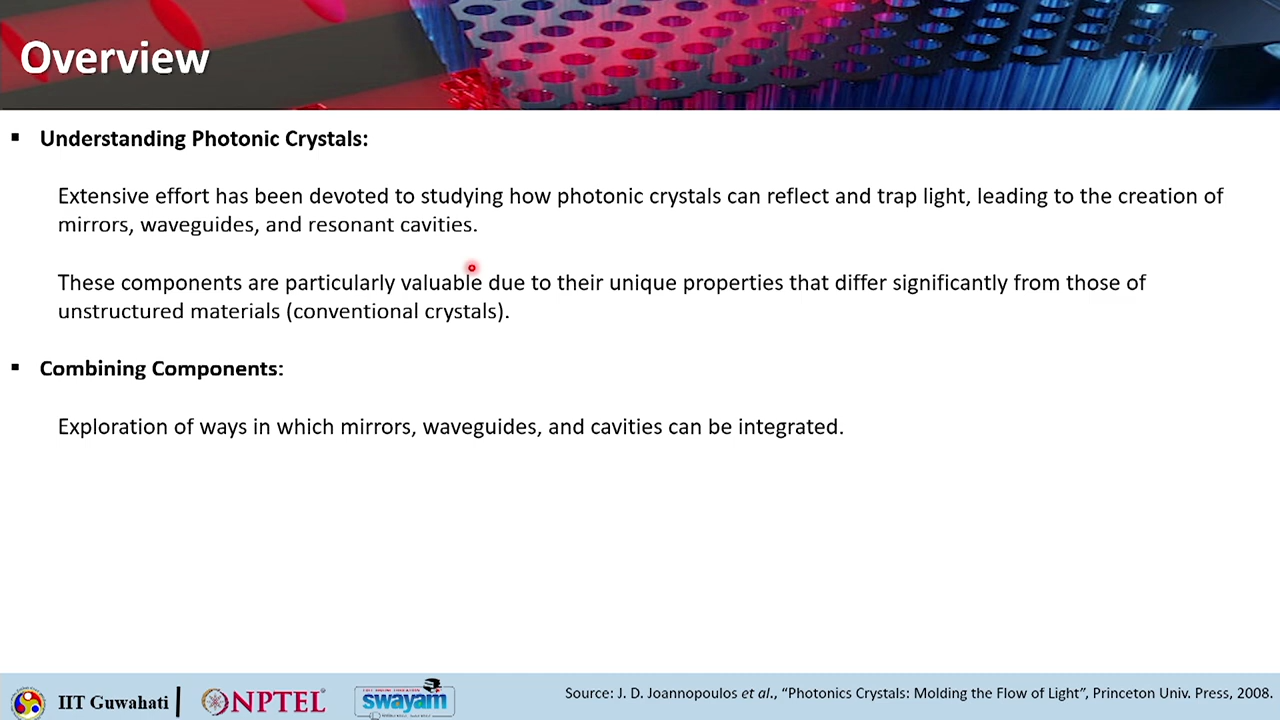 Overview
▪ Understanding Photonic Crystals:
Extensive effort has been devoted to studying how photonic crystals can reflect and trap light, leading to the creation of
mirrors, waveguides, and resonant cavities.
These components are particularly valuable due to their unique properties that differ significantly from those of
unstructured materials (conventional crystals).
▪ Combining Components:
Exploration of ways in which mirrors, waveguides, and cavities can be integrated.
IIT Guwahati
NPTEL
swayam
Source: J. D. Joannopoulos et al., “Photonics Crystals: Molding the Flow of Light”, Princeton Univ. Press, 2008.